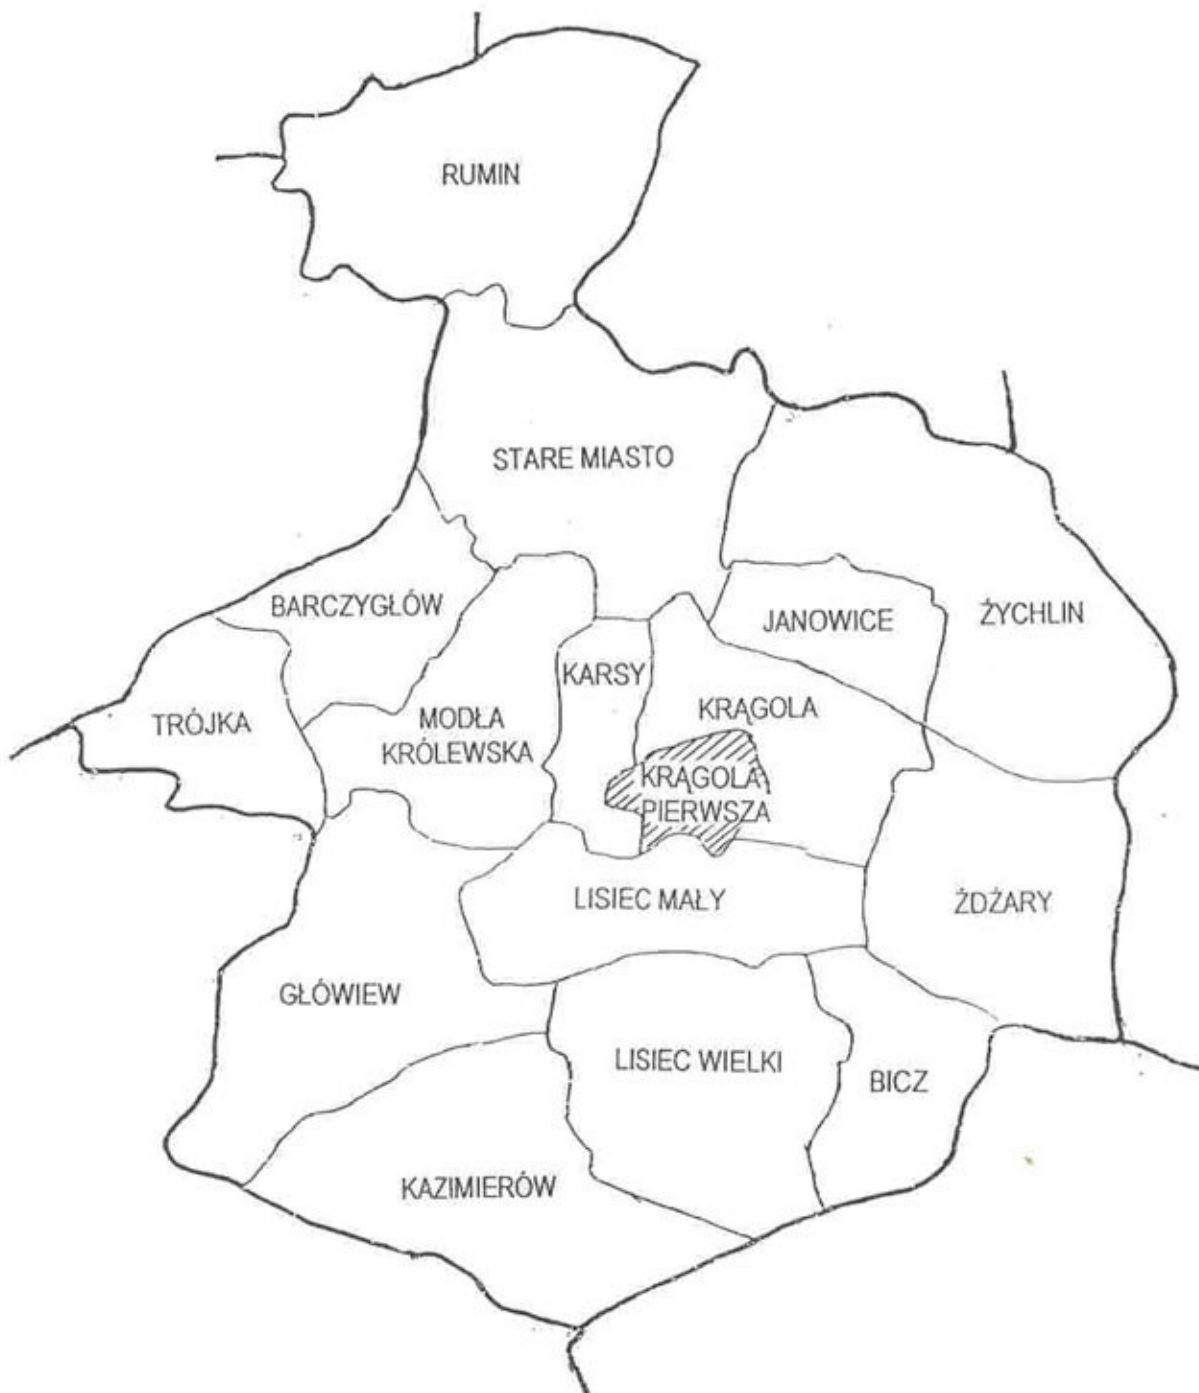 RUMIN
STARE MIASTO
BARCZYGŁÓW
JANOWICE
ŻYCHLIN
KARSY
TRÓJKA
MODŁA
KRÓLEWSKA
KRĄGOLA
KRĄGOLA
PIERWSZA
LISIEC MAŁY
ŻDŻARY
GŁÓWIEW
LISIEC WIELKI
BICZ
KAZIMIERÓW